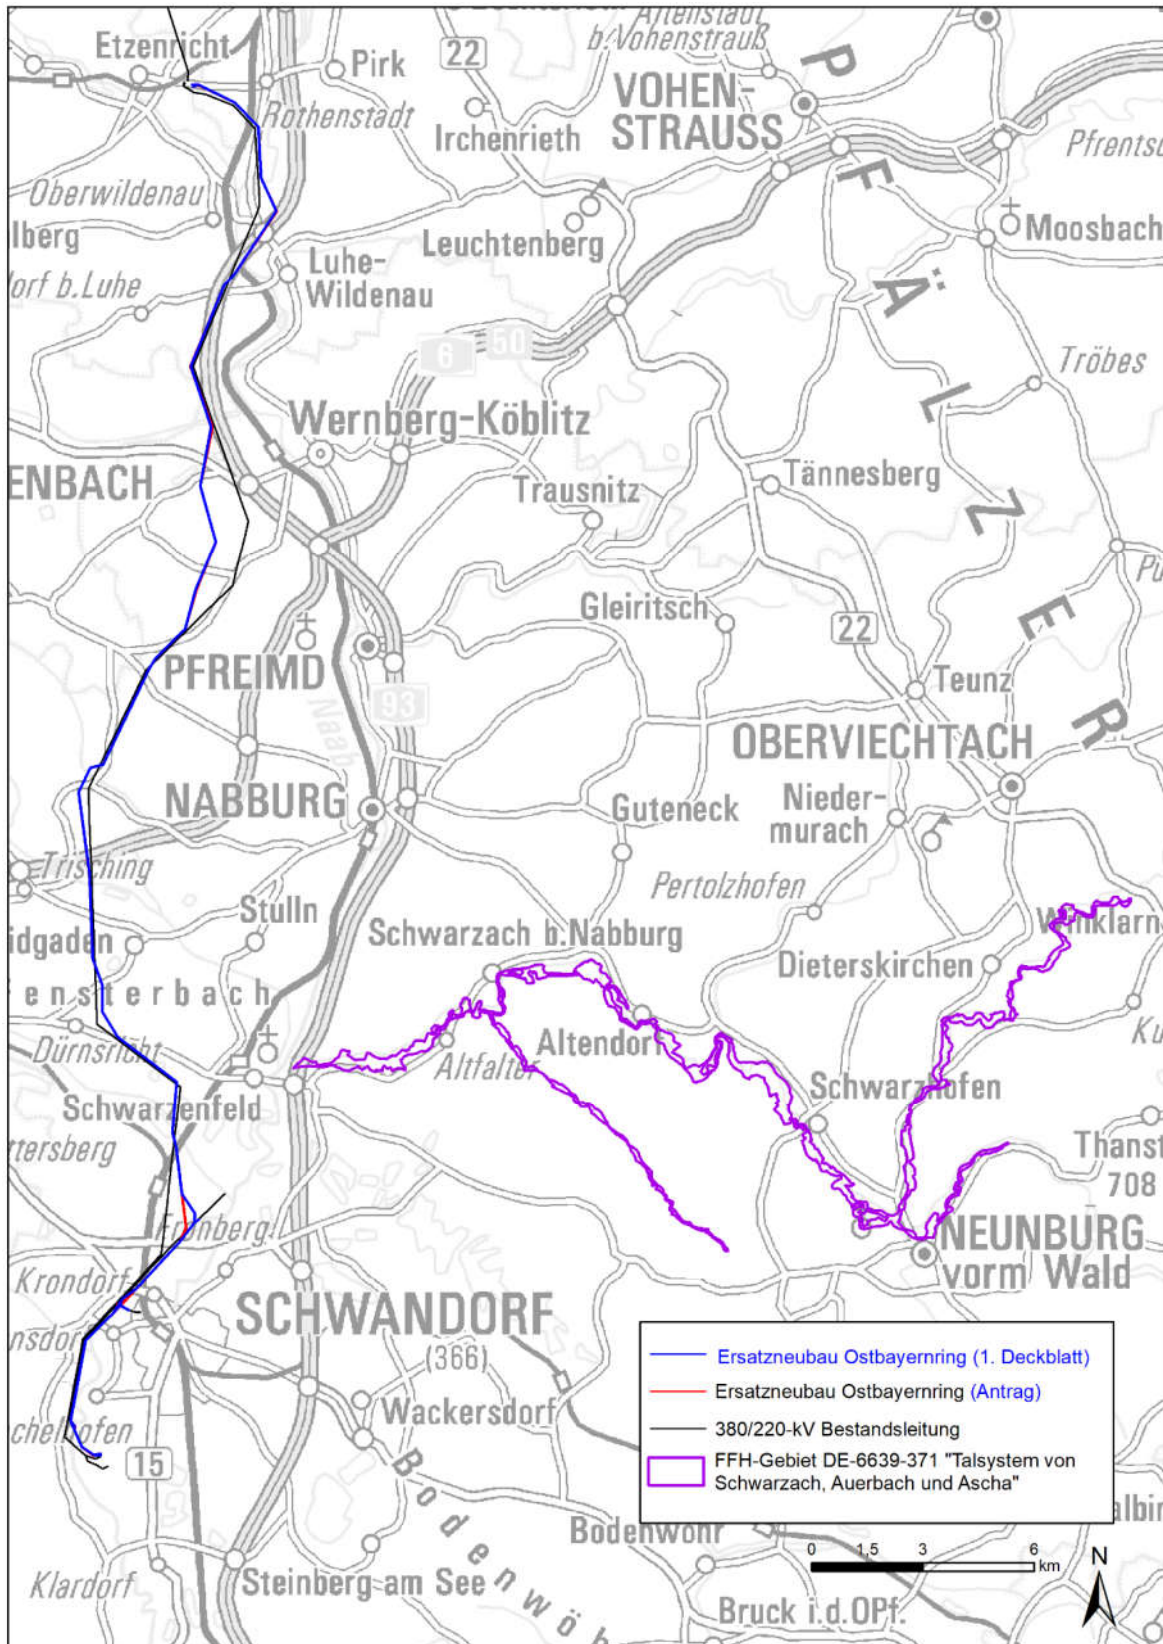 Etzenricht
Pirk
22
Altenstadt
b.Vohenstrauß
VOHEN-
STRAUSS
Rothenstadt
Irchenrieth
Oberwildenau
Leuchtenberg
Moosbach
Luhe-
Wildenau
6
50
Tröbes
Wernberg-Köblitz
ENBACH
Trausnitz
Tännesberg
PFÄLZER
Gleiritsch
22
PFREIMD
Teunz
Naab
93
OBERVIECHTACH
NABBURG
Guteneck
Nieder-
murach
Trisching
Pertolzhofen
Stulln
Schwarzach b.Nabburg
Dieterskirchen
Dürnsricht
Altfalter
Altendorf
Schwarzhofen
Schwarzenfeld
Thanst
708
NEUNBURG
vorm Wald
Krondorf
SCHWANDORF
(366)
Wackersdorf
15
Bodenwöhr
Klardorf
Steinberg am See
Bruck i.d.OPf.
Bodenwöh
Ersatzneubau Ostbayernring (1. Deckblatt)
Ersatzneubau Ostbayernring (Antrag)
380/220-kV Bestandsleitung
FFH-Gebiet DE-6639-371 "Talsystem von
Schwarzach, Auerbach und Ascha"
0 1,5 3 6
km
N